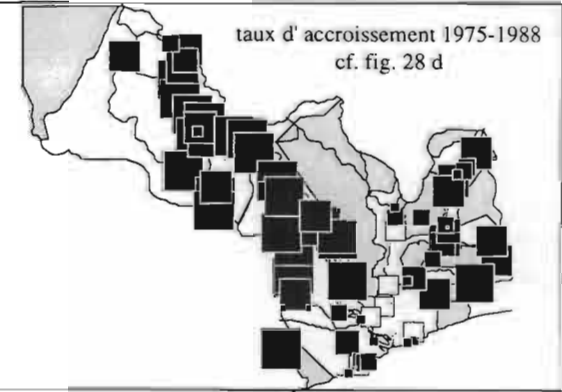 taux d' accroissement 1975-1988
cf. fig. 28 d